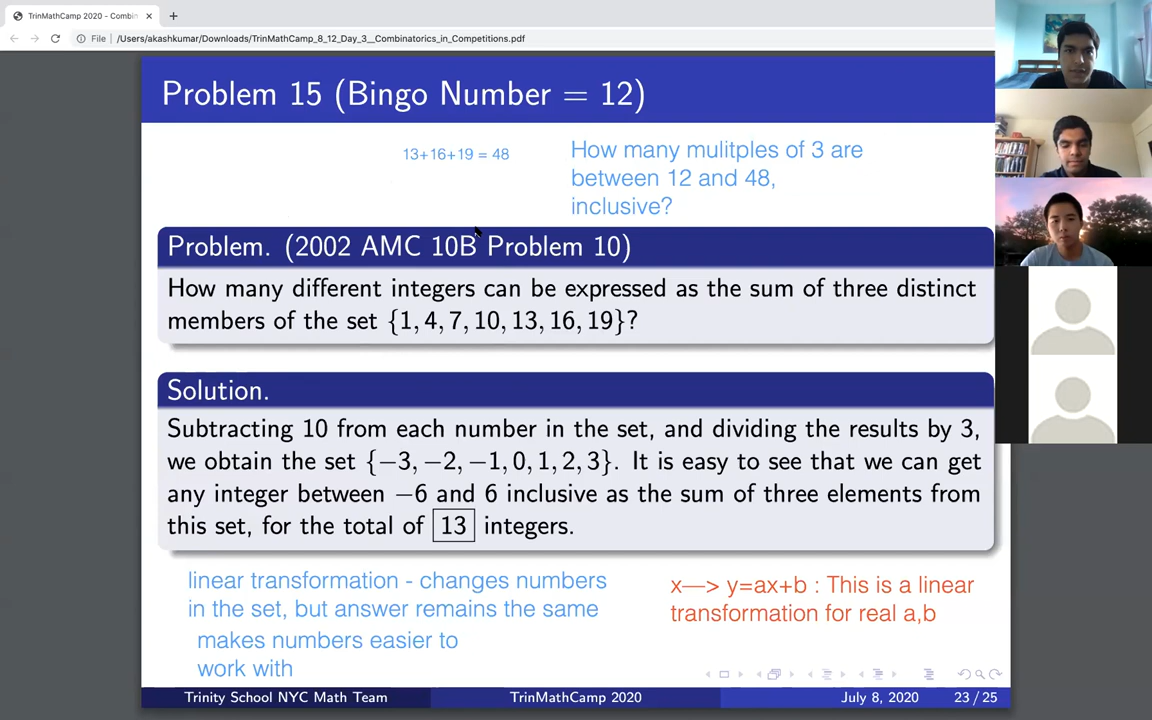 TrinMathCamp 2020 - Combin
File
/Users/akashkumar/Downloads/TrinMathCamp_8_12_Day_3__Combinatorics_in_Competitions.pdf
Problem 15 (Bingo Number = 12)
13+16+19 = 48
How many mulitples of 3 are
between 12 and 48,
inclusive?
Problem. (2002 AMC 10B Problem 10)
How many different integers can be expressed as the sum of three distinct
members of the set {1, 4, 7, 10, 13, 16, 19}?
Solution.
Subtracting 10 from each number in the set, and dividing the results by 3,
we obtain the set {−3, −2, −1, 0, 1, 2, 3}. It is easy to see that we can get
any integer between −6 and 6 inclusive as the sum of three elements from
this set, for the total of 13 integers.
linear transformation - changes numbers
in the set, but answer remains the same
makes numbers easier to
work with
x—> y=ax+b : This is a linear
transformation for real a,b
Trinity School NYC Math Team
TrinMathCamp 2020
July 8, 2020
23 / 25